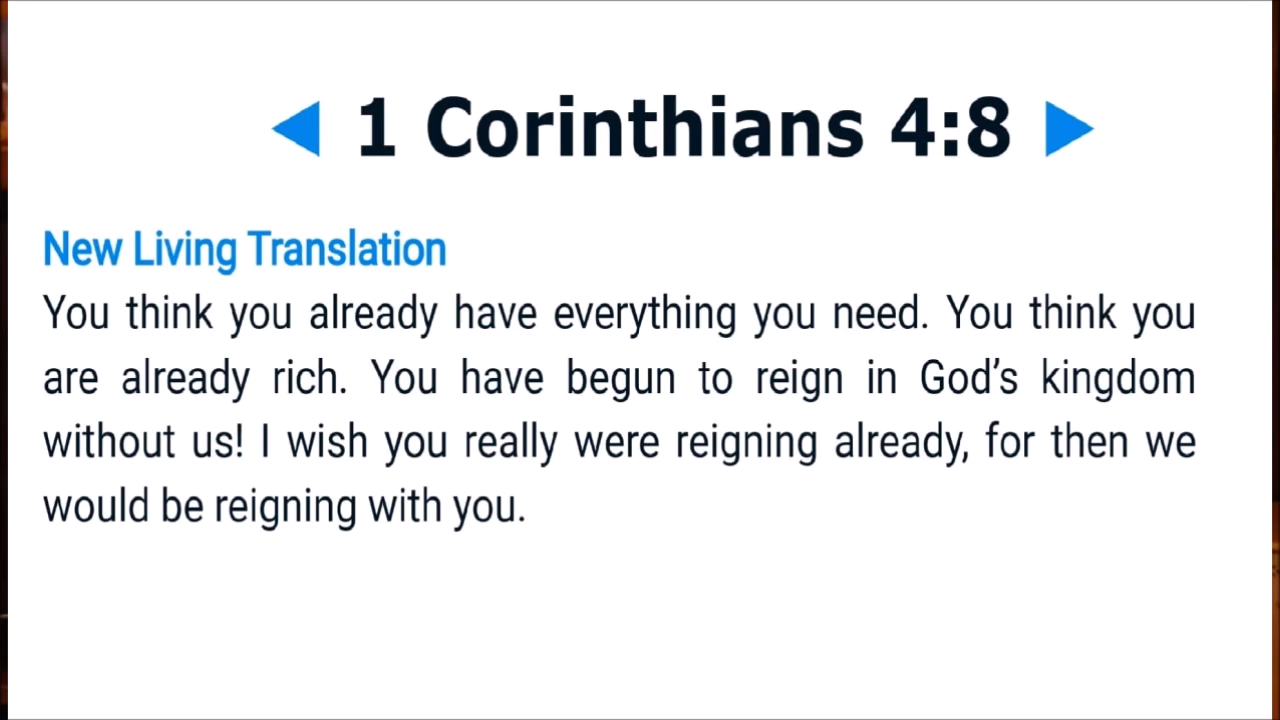 1 Corinthians 4:8
New Living Translation
You think you already have everything you need. You think you
are already rich. You have begun to reign in God’s kingdom
without us! I wish you really were reigning already, for then we
would be reigning with you.